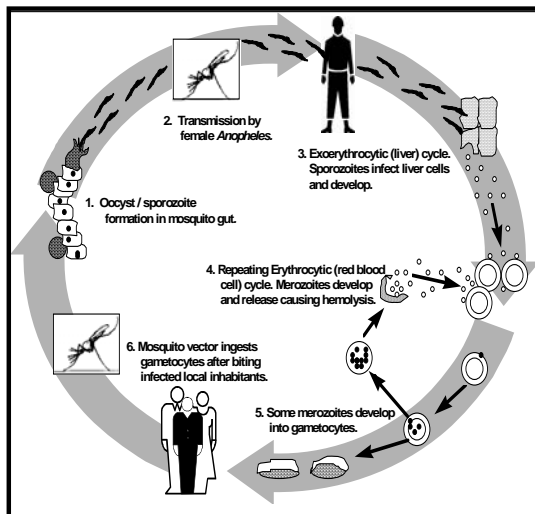 2. Transmission by
female Anopheles.
3. Exoerythrocytic (liver) cycle.
Sporozoites infect liver cells
and develop.
1. Oocyst / sporozoite
formation in mosquito gut.
4. Repeating Erythrocytic (red blood
cell) cycle. Merozoites develop
and release causing hemolysis.
6. Mosquito vector ingests
gametocytes after biting
infected local inhabitants.
5. Some merozoites develop
into gametocytes.